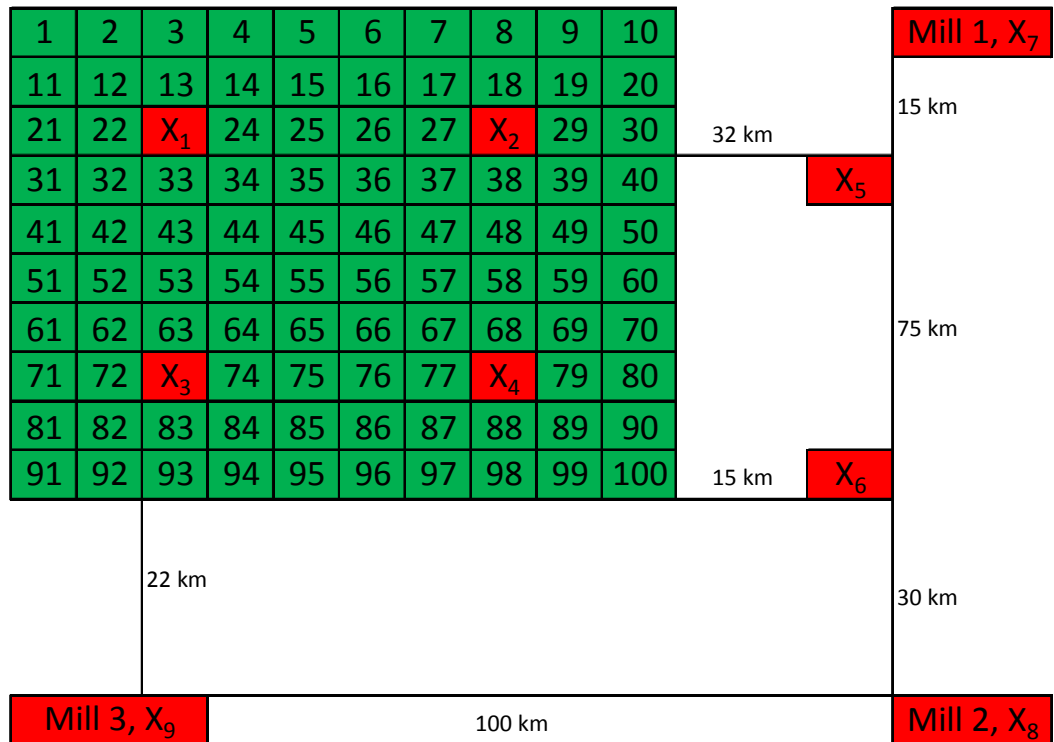 1 2 3 4 5 6 7 8 9 10 Mill 1, X₇
11 12 13 14 15 16 17 18 19 20
15 km
21 22 X₁ 24 25 26 27 X₂ 29 30 32 km
31 32 33 34 35 36 37 38 39 40 X₅
41 42 43 44 45 46 47 48 49 50
51 52 53 54 55 56 57 58 59 60
61 62 63 64 65 66 67 68 69 70 75 km
71 72 X₃ 74 75 76 77 X₄ 79 80
81 82 83 84 85 86 87 88 89 90
91 92 93 94 95 96 97 98 99 100 15 km X₆
22 km
30 km
Mill 3, X₉ 100 km Mill 2, X₈